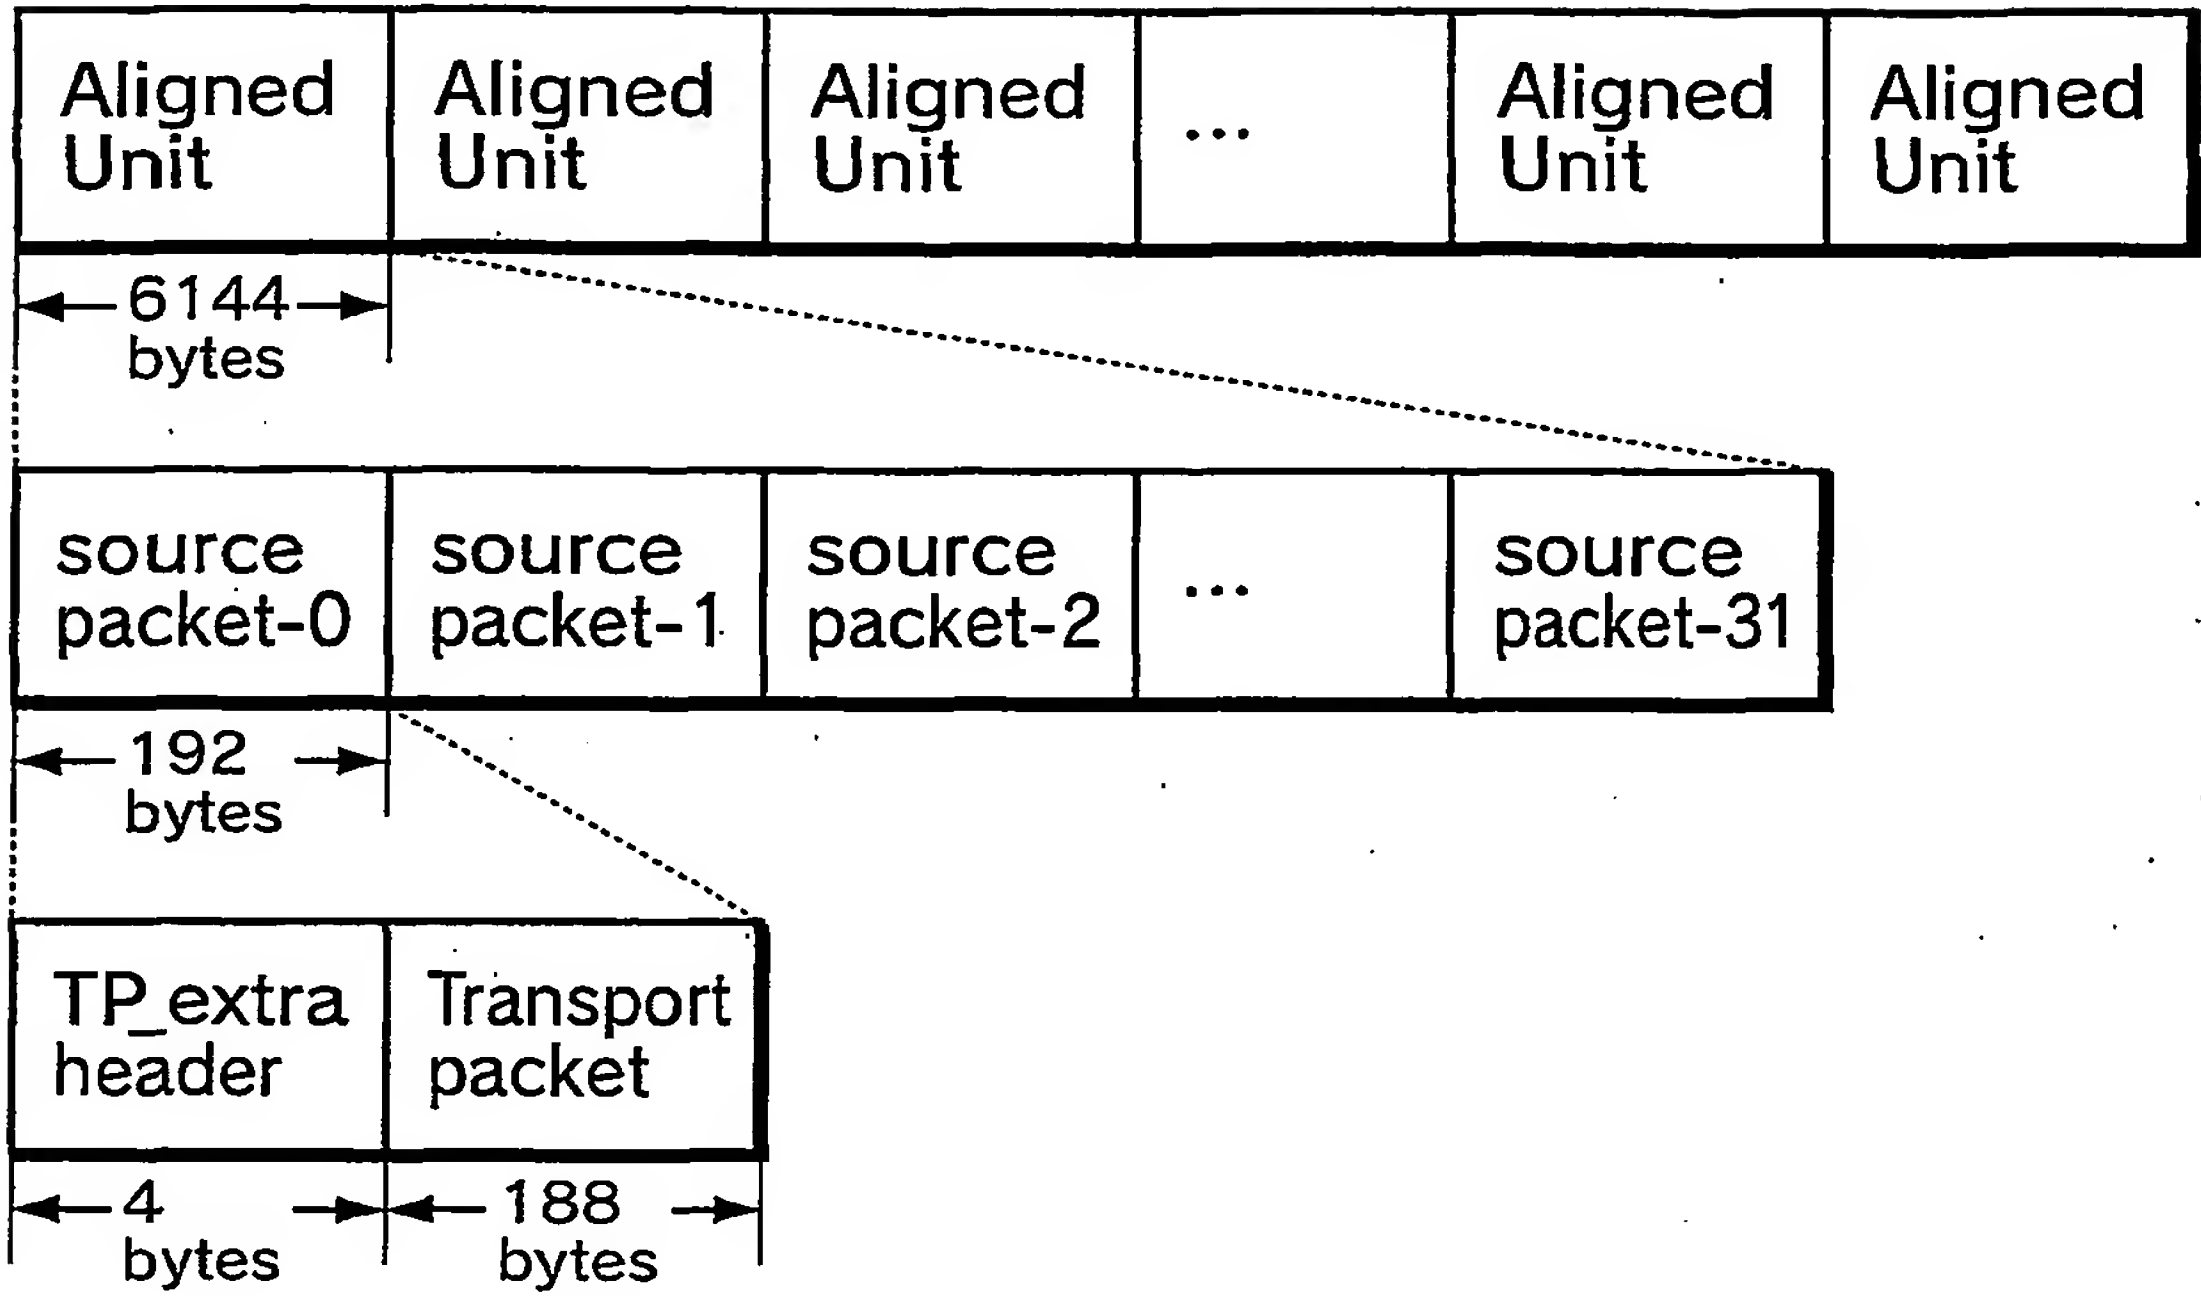 Aligned Unit
Aligned Unit
Aligned Unit
...
Aligned Unit
Aligned Unit
6144
bytes
source
packet-0
source
packet-1
source
packet-2
...
source
packet-31
192
bytes
TP_extra
header
Transport
packet
4
bytes
188
bytes